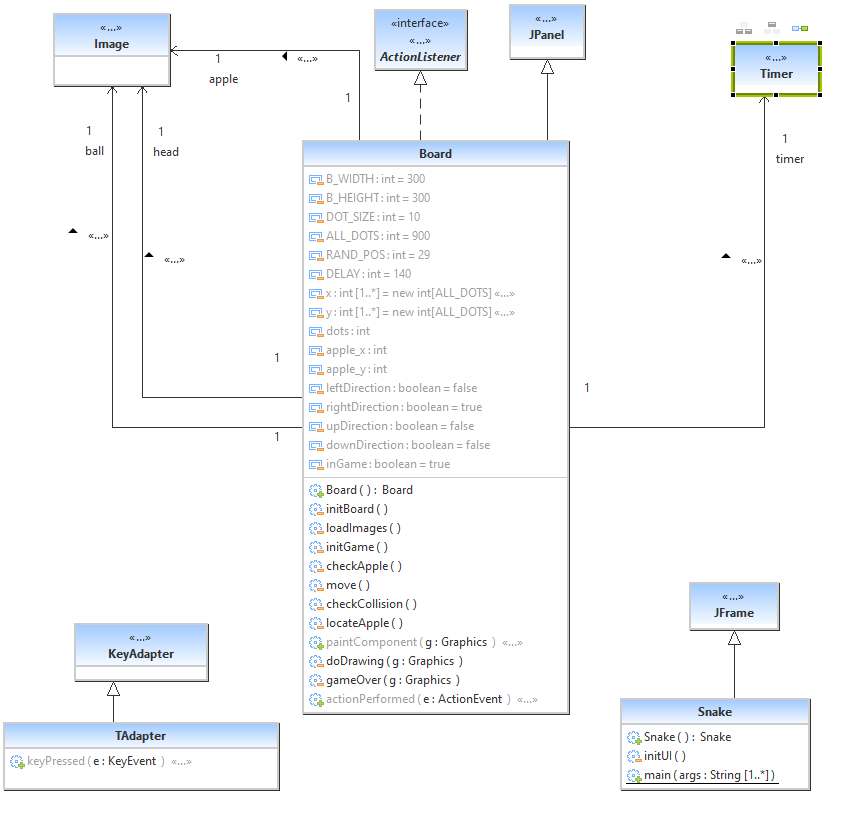 «...»
Image
«interface»
«...»
ActionListener
«...»
JPanel
«...»
Timer
1
apple
«...»
1
1
ball
1
head
«...»
«...»
1
1
1
timer
«...»
1
Board
B_WIDTH : int = 300
B_HEIGHT : int = 300
DOT_SIZE : int = 10
ALL_DOTS : int = 900
RAND_POS : int = 29
DELAY : int = 140
x : int [1..*] = new int[ALL_DOTS] «...»
y : int [1..*] = new int[ALL_DOTS] «...»
dots : int
apple_x : int
apple_y : int
leftDirection : boolean = false
rightDirection : boolean = true
upDirection : boolean = false
downDirection : boolean = false
inGame : boolean = true
Board ( ) : Board
initBoard ( )
loadImages ( )
initGame ( )
checkApple ( )
move ( )
checkCollision ( )
locateApple ( )
paintComponent ( g : Graphics ) «...»
doDrawing ( g : Graphics )
gameOver ( g : Graphics )
actionPerformed ( e : ActionEvent ) «...»
«...»
KeyAdapter
TAdapter
keyPressed ( e : KeyEvent ) «...»
«...»
JFrame
Snake
Snake ( ) : Snake
initUI ( )
main ( args : String [1..*] )